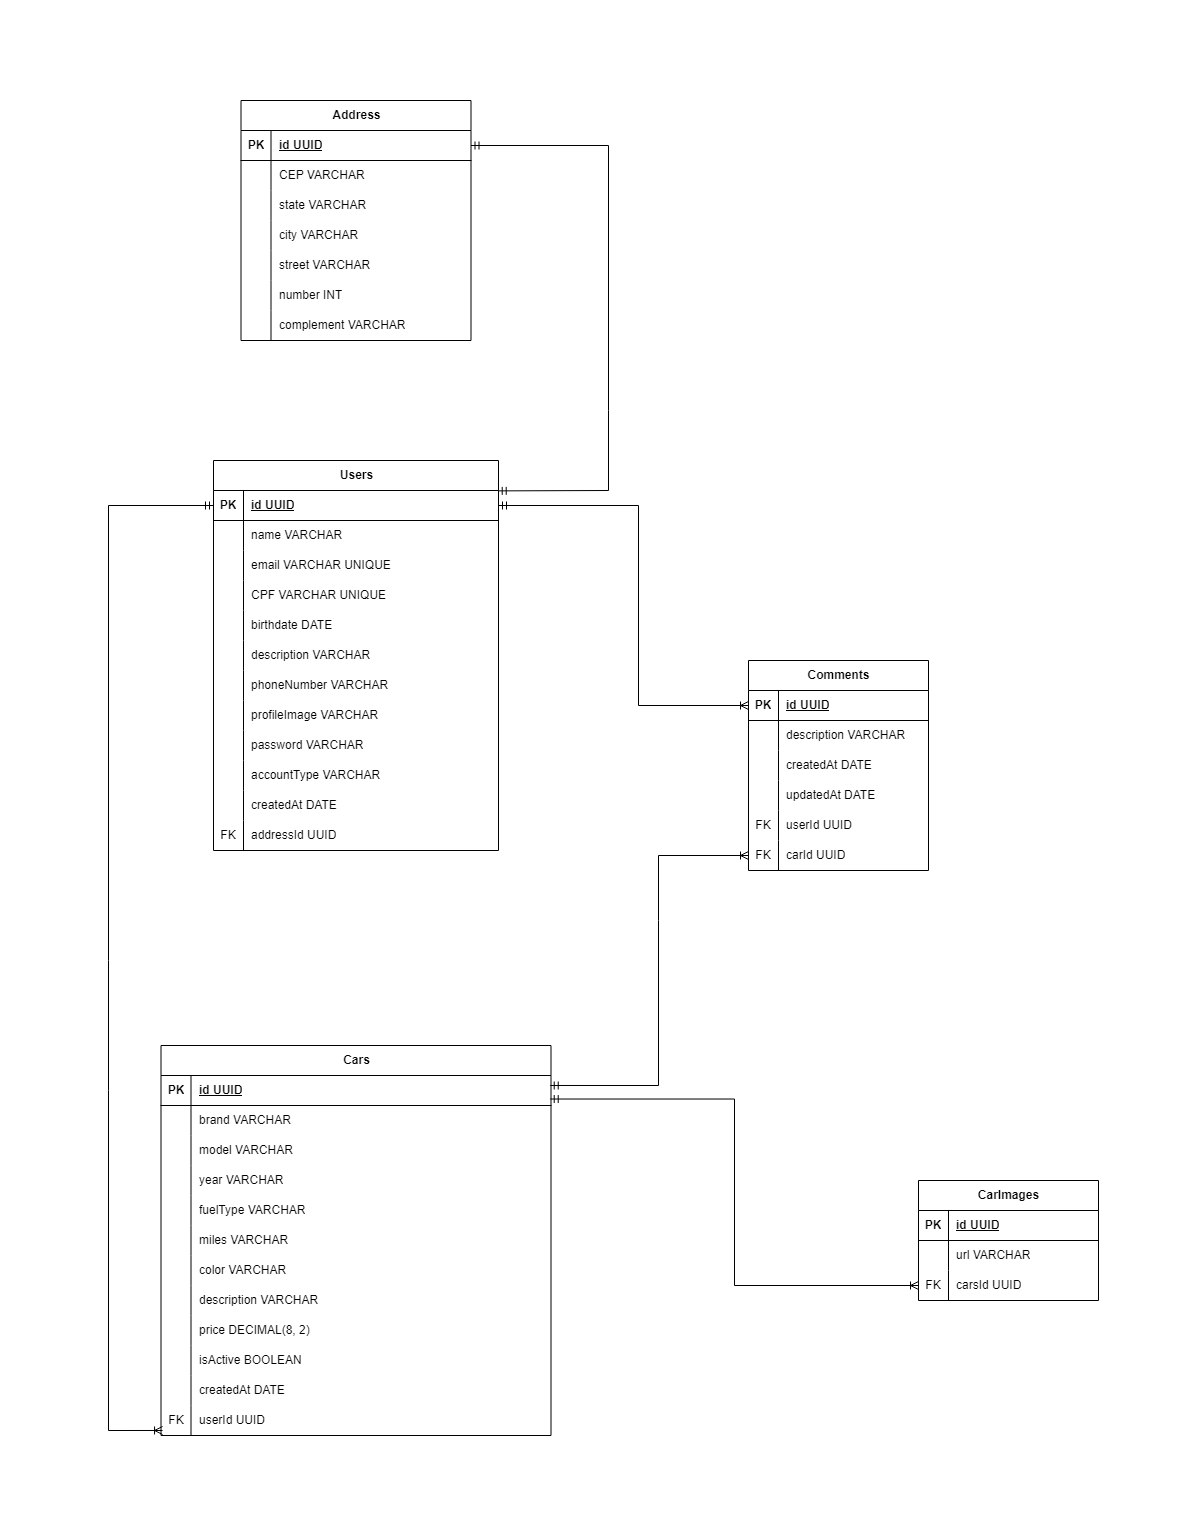 Address
PK id UUID
CEP VARCHAR
state VARCHAR
city VARCHAR
street VARCHAR
number INT
complement VARCHAR
Users
PK id UUID
name VARCHAR
email VARCHAR UNIQUE
CPF VARCHAR UNIQUE
birthdate DATE
description VARCHAR
phoneNumber VARCHAR
profileImage VARCHAR
password VARCHAR
accountType VARCHAR
createdAt DATE
FK addressId UUID
Comments
PK id UUID
description VARCHAR
createdAt DATE
updatedAt DATE
FK userId UUID
FK carId UUID
Cars
PK id UUID
brand VARCHAR
model VARCHAR
year VARCHAR
fuelType VARCHAR
miles VARCHAR
color VARCHAR
description VARCHAR
price DECIMAL(8, 2)
isActive BOOLEAN
createdAt DATE
FK userId UUID
CarImages
PK id UUID
url VARCHAR
FK carsId UUID